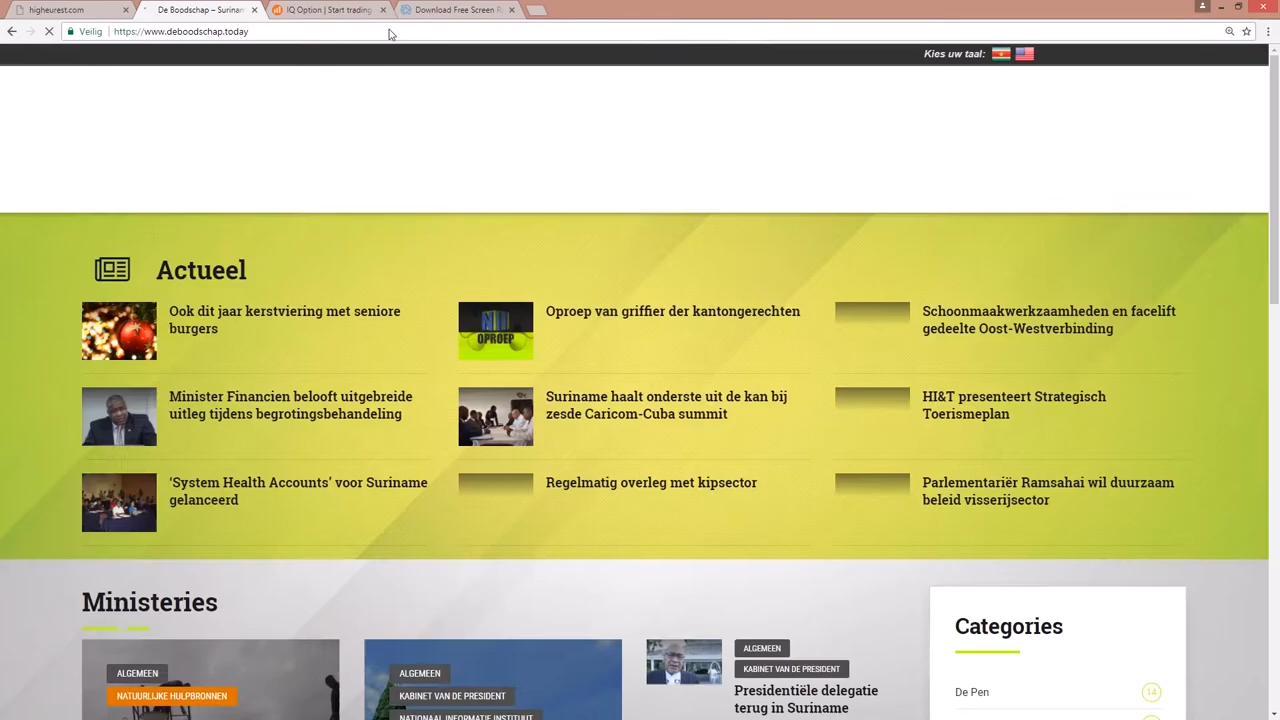 higheurest.com
De Boodschap – Surinam
IQ Option | Start trading
Download Free Screen R
Veilig
https://www.deboodschap.today
Kies uw taal:
Actueel
Ook dit jaar kerstviering met seniore
burgers
Oproep van griffier der kantongerechten
OPROEP
Schoonmaakwerkzaamheden en facelift
gedeelte Oost-Westverbinding
Minister Financien belooft uitgebreide
uitleg tijdens begrotingsbehandeling
Suriname haalt onderste uit de kan bij
zesde Caricom-Cuba summit
HI&T presenteert Strategisch
Toerismeplan
‘System Health Accounts’ voor Suriname
gelanceerd
Regelmatig overleg met kipsector
Parlementariër Ramsahai wil duurzaam
beleid visserijsector
Ministeries
Categories
ALGEMEEN
NATUURLIJKE HULPBRONNEN
ALGEMEEN
KABINET VAN DE PRESIDENT
NATIONAAL INFORMATIE INSTITUUT
ALGEMEEN
KABINET VAN DE PRESIDENT
Presidentiële delegatie
terug in Suriname
De Pen
14